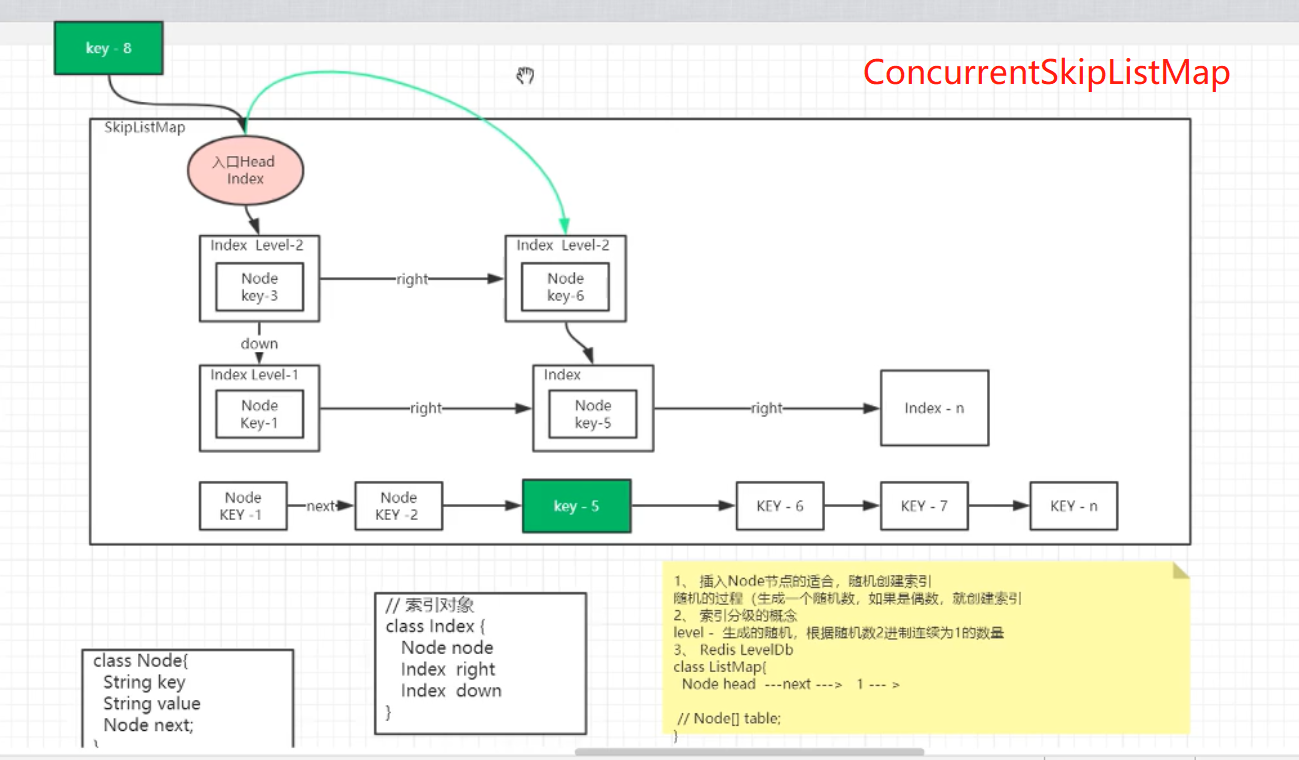 key - 8
ConcurrentSkipListMap
SkipListMap
入口Head
Index
Index Level-2
Node
key-3
right
Index Level-2
Node
key-6
down
Index Level-1
Node
Key-1
right
Index
Node
key-5
right
Index - n
Node
KEY -1
next
Node
KEY -2
key - 5
KEY - 6
KEY - 7
KEY - n
1、 插入Node节点的适合，随机创建索引
随机的过程（生成一个随机数，如果是偶数，就创建索引
2、 索引分级的概念
level - 生成的随机，根据随机数2进制连续为1的数量
3、 Redis LevelDb
class ListMap{
Node head ---next ---> 1 --- >
// Node[] table;
}
// 索引对象
class Index {
Node node
Index right
Index down
}
class Node{
String key
String value
Node next;
}